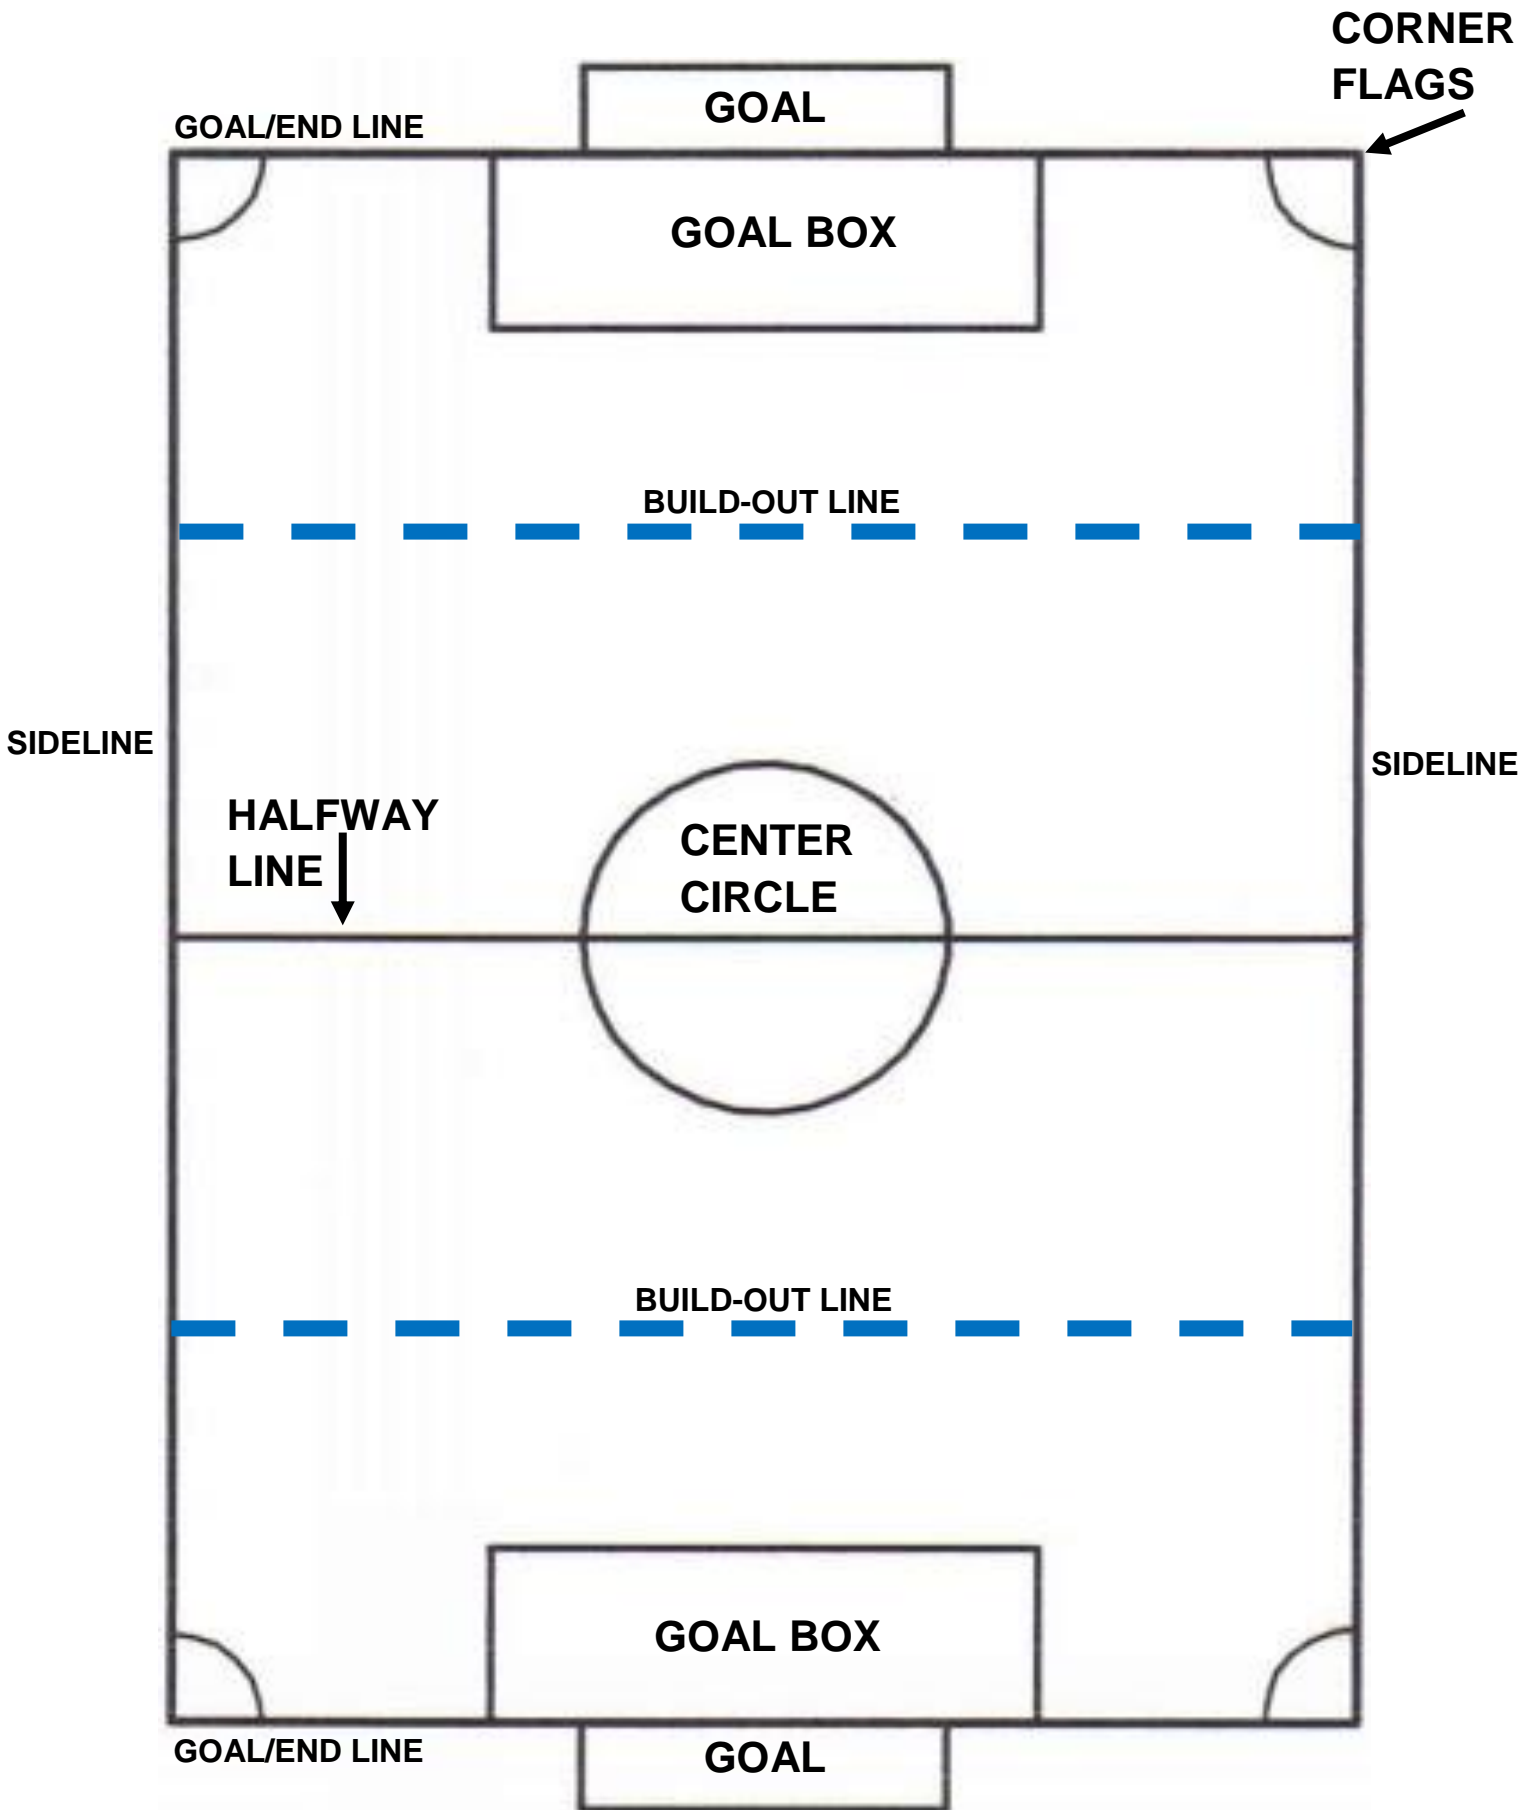 CORNER
FLAGS
GOAL
GOAL/END LINE
GOAL BOX
BUILD-OUT LINE
SIDELINE
SIDELINE
HALFWAY
LINE
CENTER
CIRCLE
BUILD-OUT LINE
GOAL BOX
GOAL/END LINE
GOAL